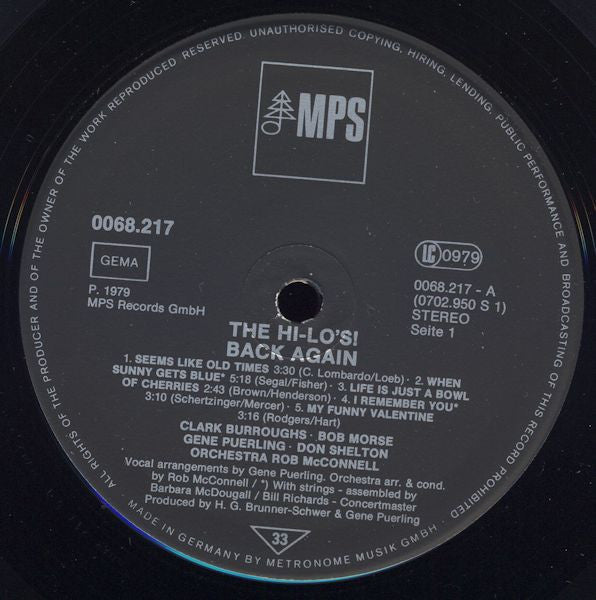 ALL RIGHTS OF THE PRODUCER AND OF THE OWNER OF THE WORK REPRODUCED RESERVED. UNAUTHORISED COPYING, HIRING, LENDING, PUBLIC PERFORMANCE AND BROADCASTING OF THIS RECORD PROHIBITED
MPS
0068.217
GEMA
P. 1979
MPS Records GmbH
LC 0979
0068.217 - A
(0702.950 S 1)
STEREO
Seite 1
THE HI-LO'S!
BACK AGAIN
1. SEEMS LIKE OLD TIMES 3:30 (C. Lombardo/Loeb) · 2. WHEN
SUNNY GETS BLUE* 5:18 (Segal/Fisher) · 3. LIFE IS JUST A BOWL
OF CHERRIES 2:43 (Brown/Henderson) · 4. I REMEMBER YOU*
3:10 (Schertzinger/Mercer) · 5. MY FUNNY VALENTINE
3:16 (Rodgers/Hart)
CLARK BURROUGHS · BOB MORSE
GENE PUERLING · DON SHELTON
ORCHESTRA ROB McCONNELL
Vocal arrangements by Gene Puerling. Orchestra arr. & cond.
by Rob McConnell / *) With strings - assembled by
Barbara McDougall / Bill Richards - Concertmaster
Produced by H. G. Brunner-Schwer & Gene Puerling
33
MADE IN GERMANY BY METRONOME MUSIK GMBH